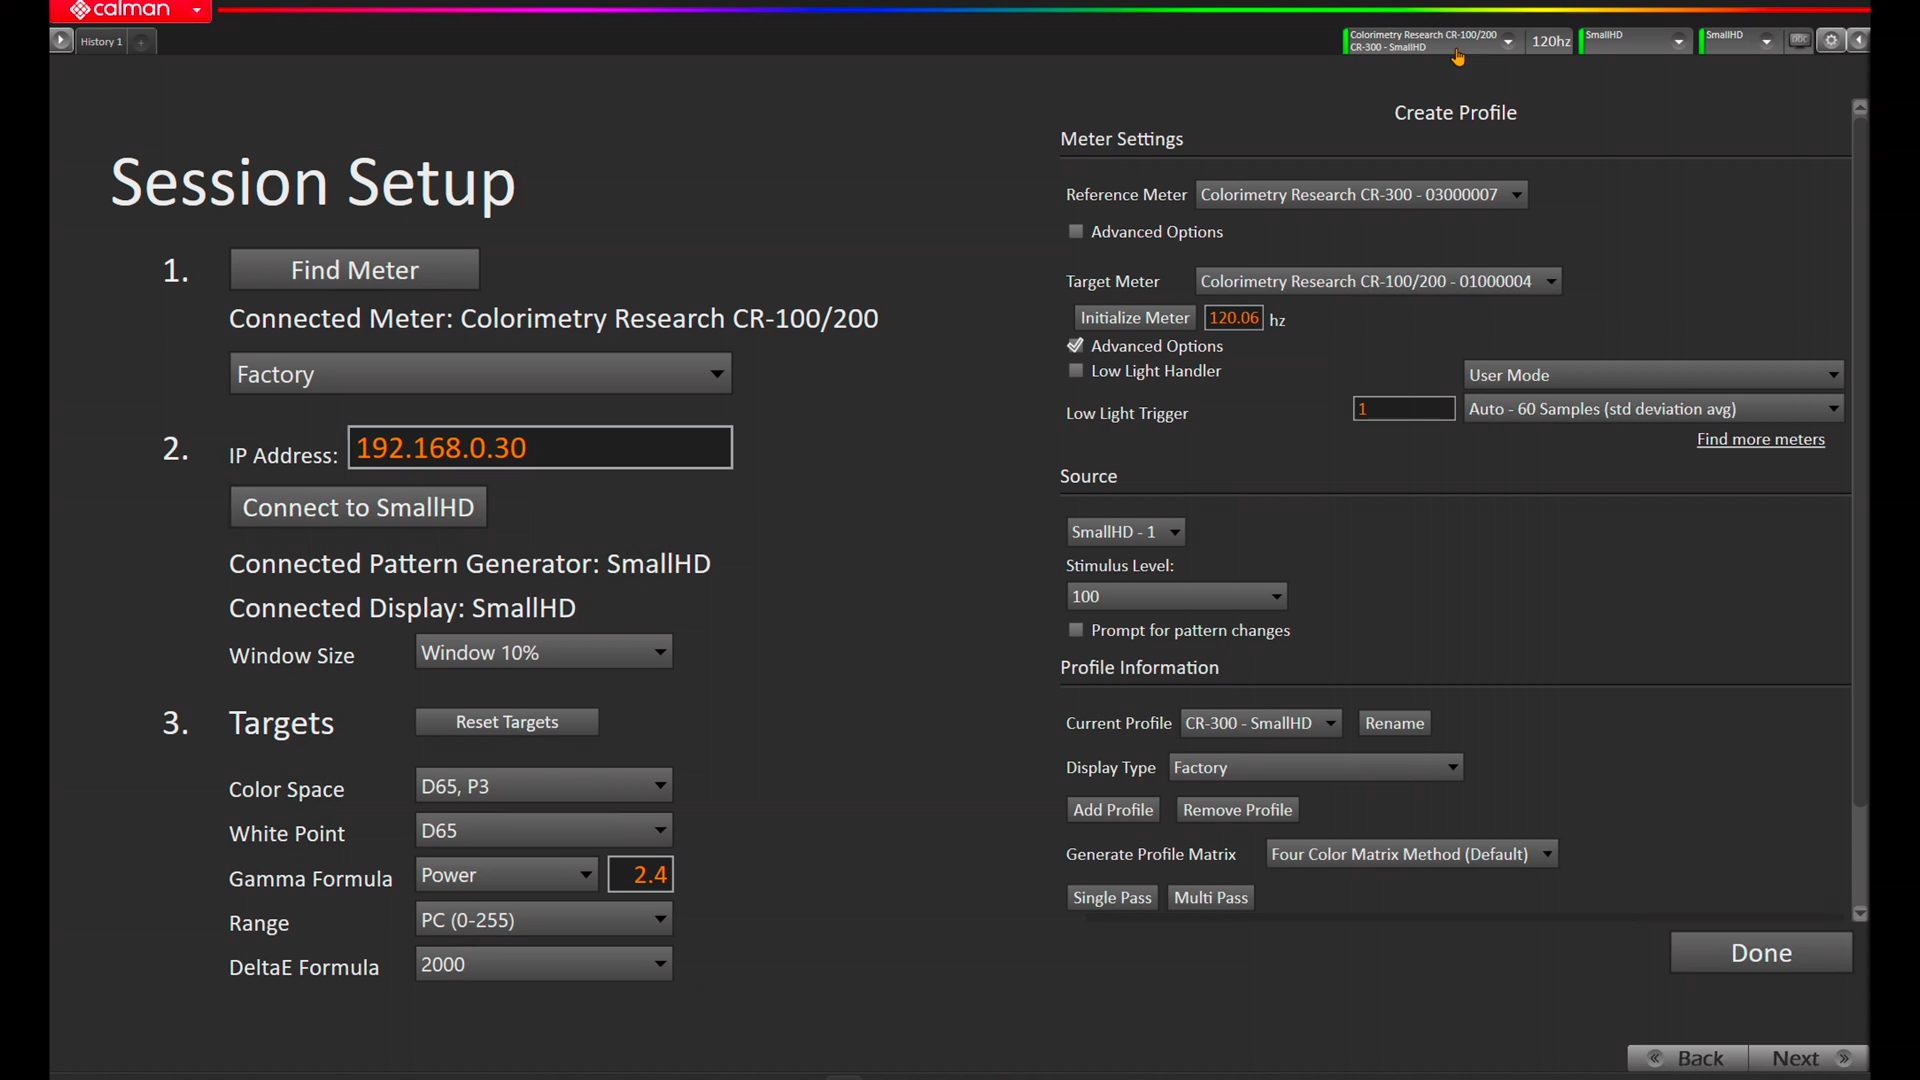 calman
History 1
Colorimetry Research CR-100/200
CR-300 - SmallHD
120hz
SmallHD
SmallHD
DDC
Session Setup
1.
Find Meter
Connected Meter: Colorimetry Research CR-100/200
Factory
2.
IP Address: 192.168.0.30
Connect to SmallHD
Connected Pattern Generator: SmallHD
Connected Display: SmallHD
Window Size Window 10%
3. Targets Reset Targets
Color Space D65, P3
White Point D65
Gamma Formula Power 2.4
Range PC (0-255)
DeltaE Formula 2000
Create Profile
Meter Settings
Reference Meter Colorimetry Research CR-300 - 03000007
Advanced Options
Target Meter Colorimetry Research CR-100/200 - 01000004
Initialize Meter 120.06 hz
Advanced Options
Low Light Handler User Mode
Low Light Trigger 1 Auto - 60 Samples (std deviation avg)
Find more meters
Source
SmallHD - 1
Stimulus Level:
100
Prompt for pattern changes
Profile Information
Current Profile CR-300 - SmallHD Rename
Display Type Factory
Add Profile Remove Profile
Generate Profile Matrix Four Color Matrix Method (Default)
Single Pass Multi Pass
Done
Back Next